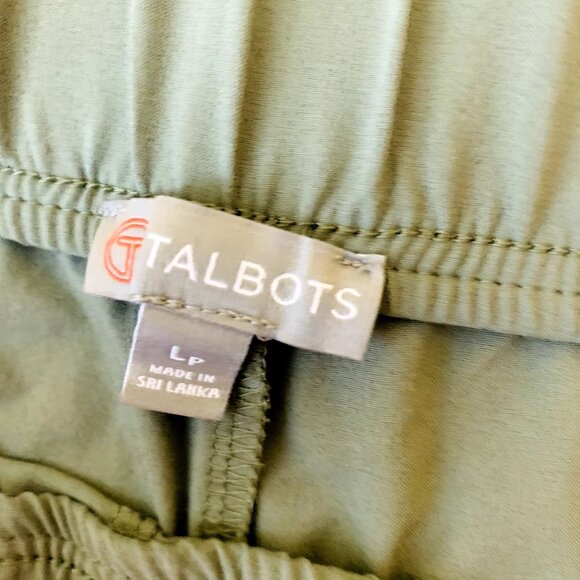 TALBOTS
LP
MADE IN
SRI LANKA